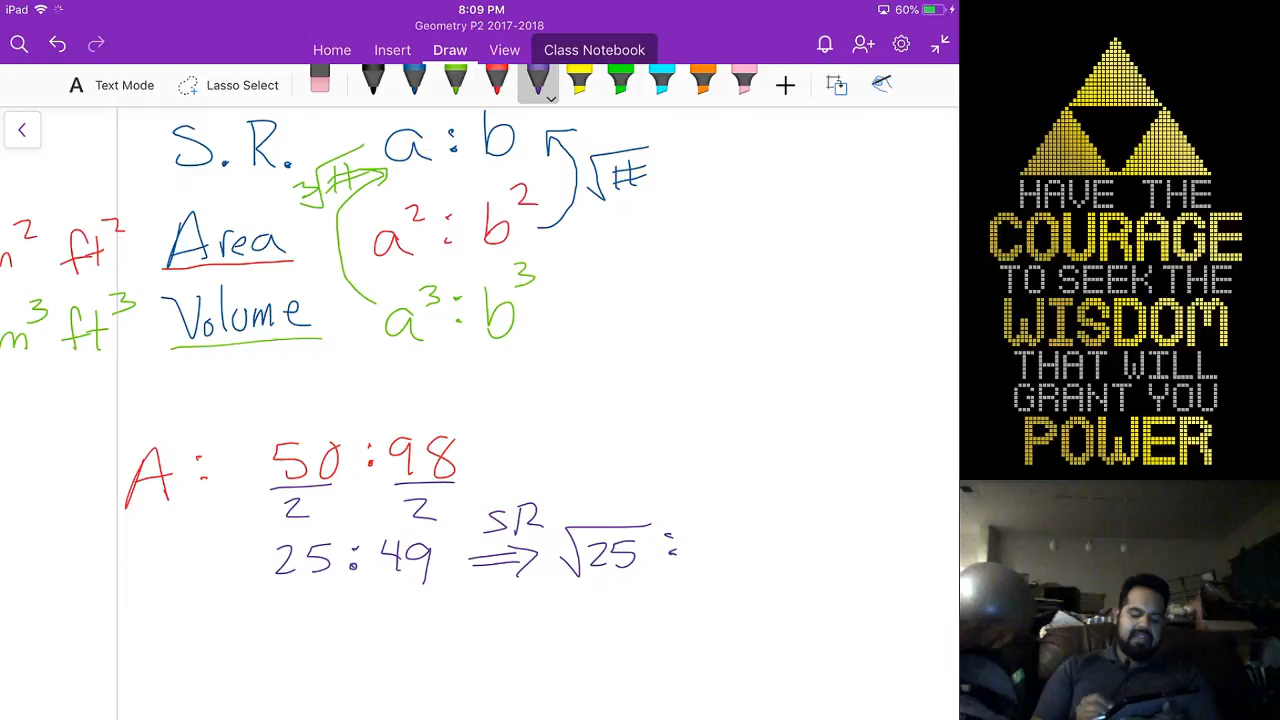 iPad 8:09 PM 60%
Geometry P2 2017-2018
Home Insert Draw View Class Notebook
A Text Mode Lasso Select
S.R. a : b
³√# √#
m² ft² Area a² : b²
m³ ft³ Volume a³ : b³
A : 50 : 98
2 2
25 : 49 SR ⇒ √25 :
HAVE THE
COURAGE
TO SEEK THE
WISDOM
THAT WILL
GRANT YOU
POWER